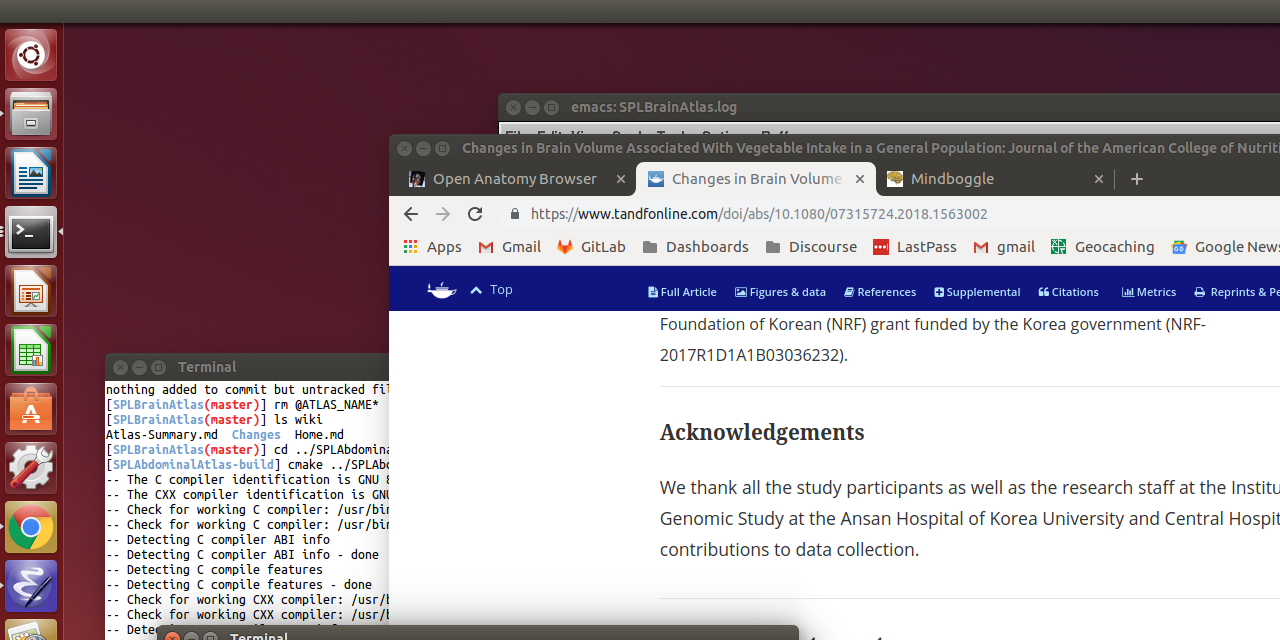 emacs: SPLBrainAtlas.log
Changes in Brain Volume Associated With Vegetable Intake in a General Population: Journal of the American College of Nutriti
Open Anatomy Browser
Changes in Brain Volume
Mindboggle
https://www.tandfonline.com/doi/abs/10.1080/07315724.2018.1563002
Apps Gmail GitLab Dashboards Discourse LastPass gmail Geocaching Google News
Top Full Article Figures & data References Supplemental Citations Metrics Reprints & Pe
Foundation of Korean (NRF) grant funded by the Korea government (NRF-
2017R1D1A1B03036232).
Acknowledgements
We thank all the study participants as well as the research staff at the Institu
Genomic Study at the Ansan Hospital of Korea University and Central Hospit
contributions to data collection.
Terminal
nothing added to commit but untracked fil
[SPLBrainAtlas(master)] rm @ATLAS_NAME*
[SPLBrainAtlas(master)] ls wiki
Atlas-Summary.md Changes Home.md
[SPLBrainAtlas(master)] cd ../SPLAbdomina
[SPLAbdominalAtlas-build] cmake ../SPLAbd
-- The C compiler identification is GNU 8
-- The CXX compiler identification is GNU
-- Check for working C compiler: /usr/bin
-- Check for working C compiler: /usr/bin
-- Detecting C compiler ABI info
-- Detecting C compiler ABI info - done
-- Detecting C compile features
-- Detecting C compile features - done
-- Check for working CXX compiler: /usr/b
-- Check for working CXX compiler: /usr/b
-- Dete
Terminal